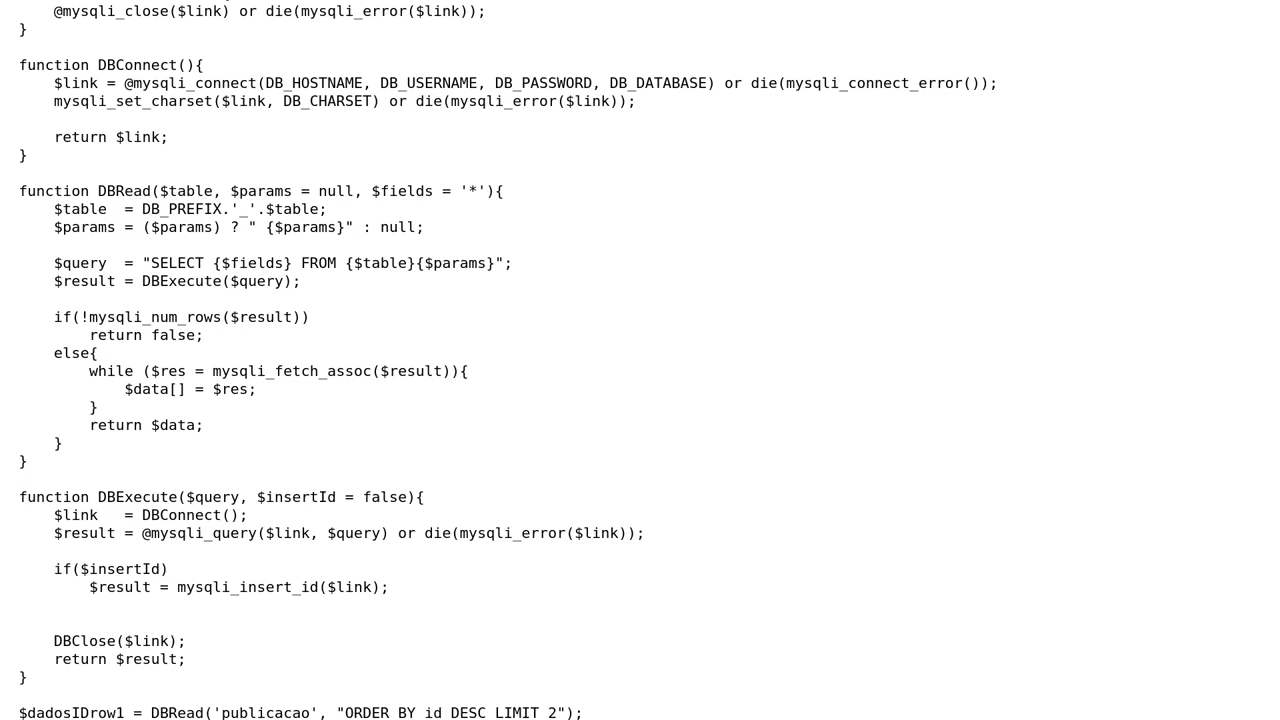 @mysqli_close($link) or die(mysqli_error($link));
}

function DBConnect(){
    $link = @mysqli_connect(DB_HOSTNAME, DB_USERNAME, DB_PASSWORD, DB_DATABASE) or die(mysqli_connect_error());
    mysqli_set_charset($link, DB_CHARSET) or die(mysqli_error($link));

    return $link;
}

function DBRead($table, $params = null, $fields = '*'){
    $table  = DB_PREFIX.'_'.$table;
    $params = ($params) ? " {$params}" : null;

    $query  = "SELECT {$fields} FROM {$table}{$params}";
    $result = DBExecute($query);

    if(!mysqli_num_rows($result))
        return false;
    else{
        while ($res = mysqli_fetch_assoc($result)){
            $data[] = $res;
        }
        return $data;
    }
}

function DBExecute($query, $insertId = false){
    $link   = DBConnect();
    $result = @mysqli_query($link, $query) or die(mysqli_error($link));

    if($insertId)
        $result = mysqli_insert_id($link);


    DBClose($link);
    return $result;
}

$dadosIDrow1 = DBRead('publicacao', "ORDER BY id DESC LIMIT 2");